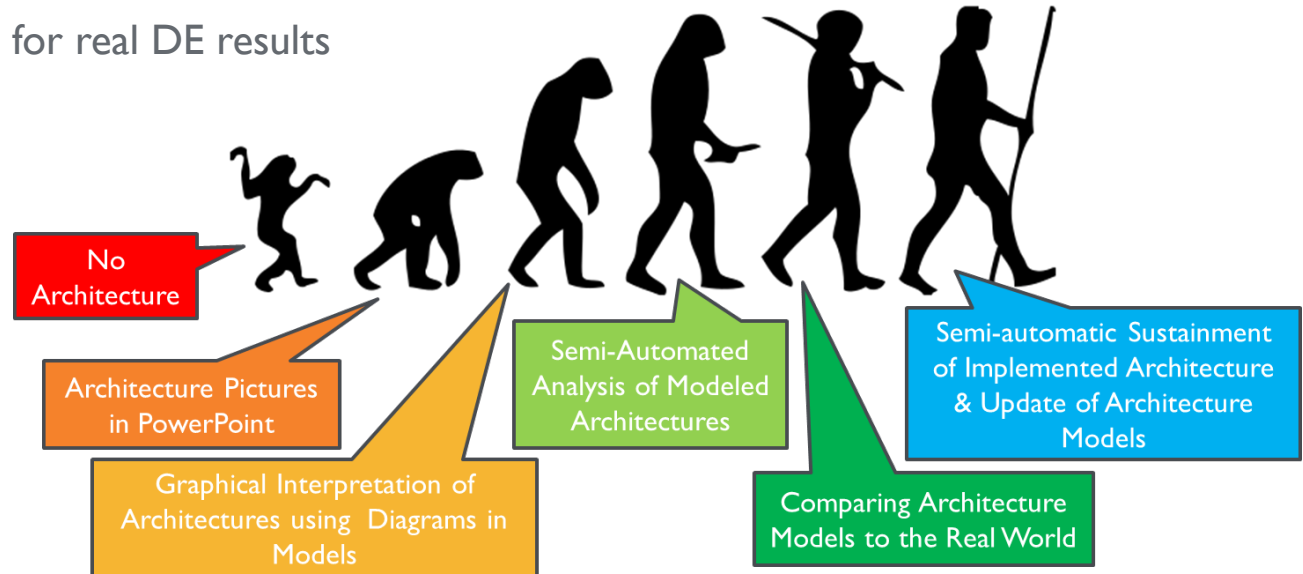 for real DE results
No
Architecture
Architecture Pictures
in PowerPoint
Graphical Interpretation of
Architectures using Diagrams in
Models
Semi-Automated
Analysis of Modeled
Architectures
Comparing Architecture
Models to the Real World
Semi-automatic Sustainment
of Implemented Architecture
& Update of Architecture
Models